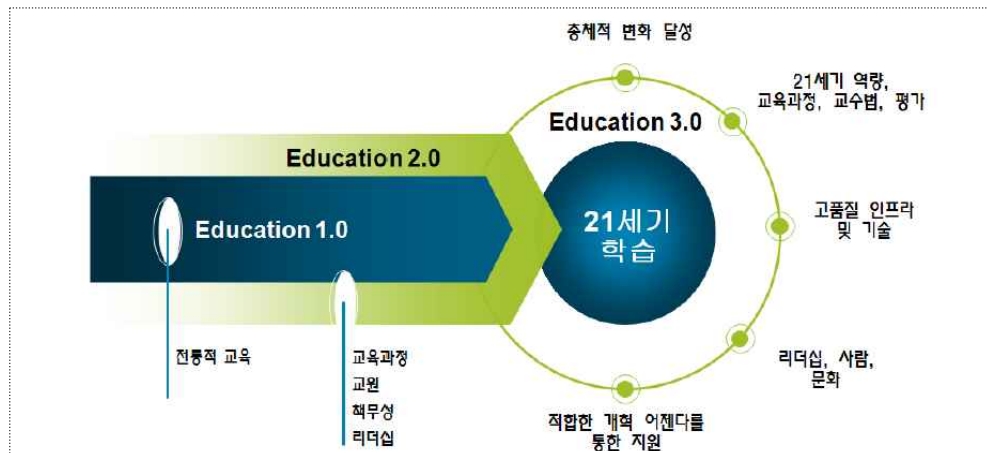 총체적 변화 달성
21세기 역량,
교육과정, 교수법, 평가
Education 3.0
Education 2.0
Education 1.0
21세기
학습
고품질 인프라
및 기술
전통적 교육
교육과정
교원
책무성
리더십
리더십, 사람,
문화
적합한 개혁 어젠다를
통한 지원